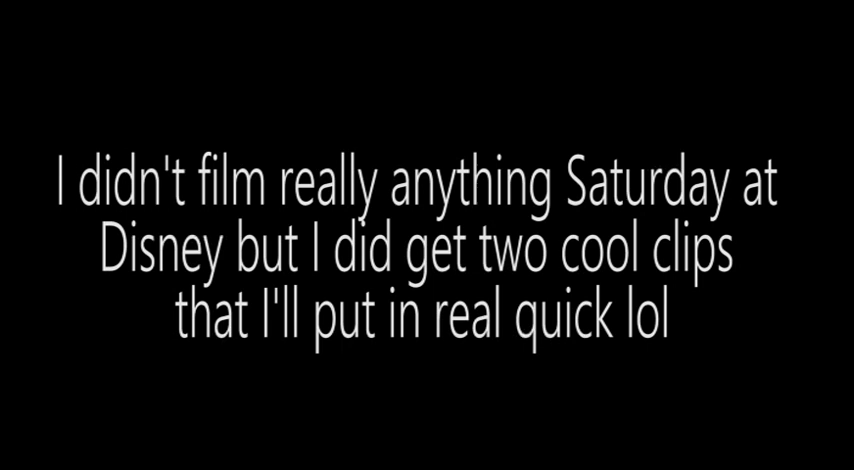 I didn't film really anything Saturday at
Disney but I did get two cool clips
that I'll put in real quick lol